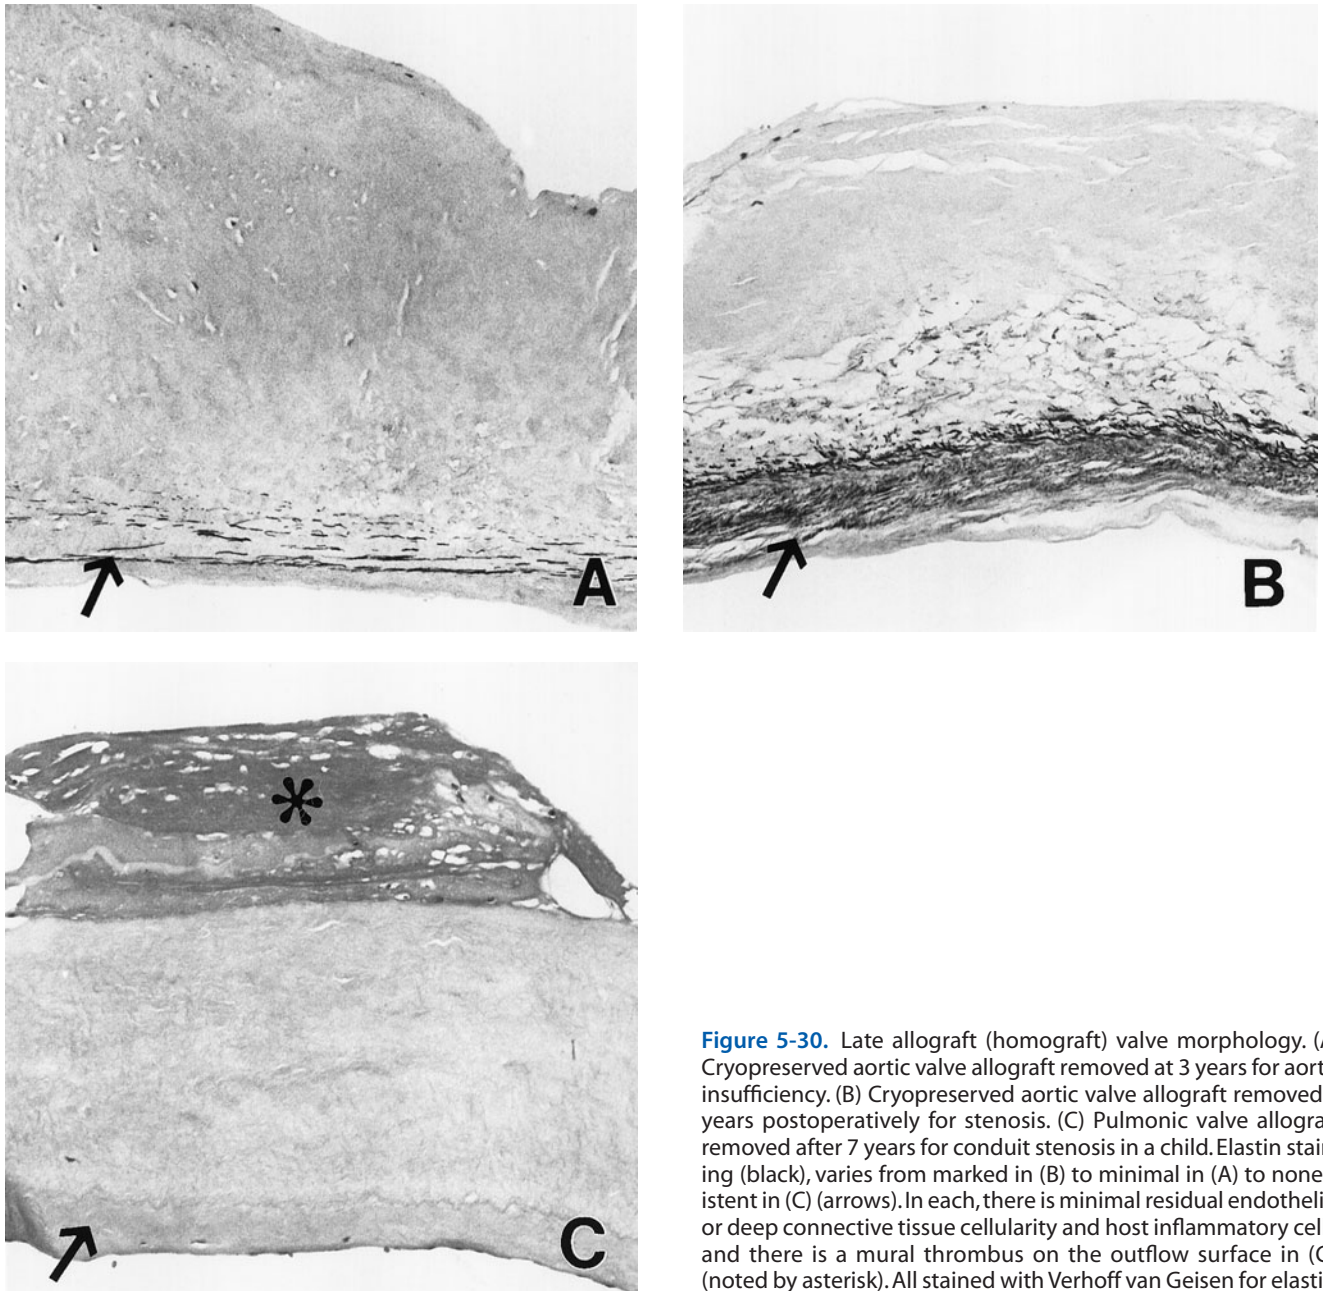 A
B
C
Figure 5-30. Late allograft (homograft) valve morphology. (A
Cryopreserved aortic valve allograft removed at 3 years for aort
insufficiency. (B) Cryopreserved aortic valve allograft removed
years postoperatively for stenosis. (C) Pulmonic valve allogra
removed after 7 years for conduit stenosis in a child. Elastin stain
ing (black), varies from marked in (B) to minimal in (A) to none
istent in (C) (arrows). In each, there is minimal residual endotheli
or deep connective tissue cellularity and host inflammatory cel
and there is a mural thrombus on the outflow surface in (C
(noted by asterisk). All stained with Verhoff van Geisen for elasti